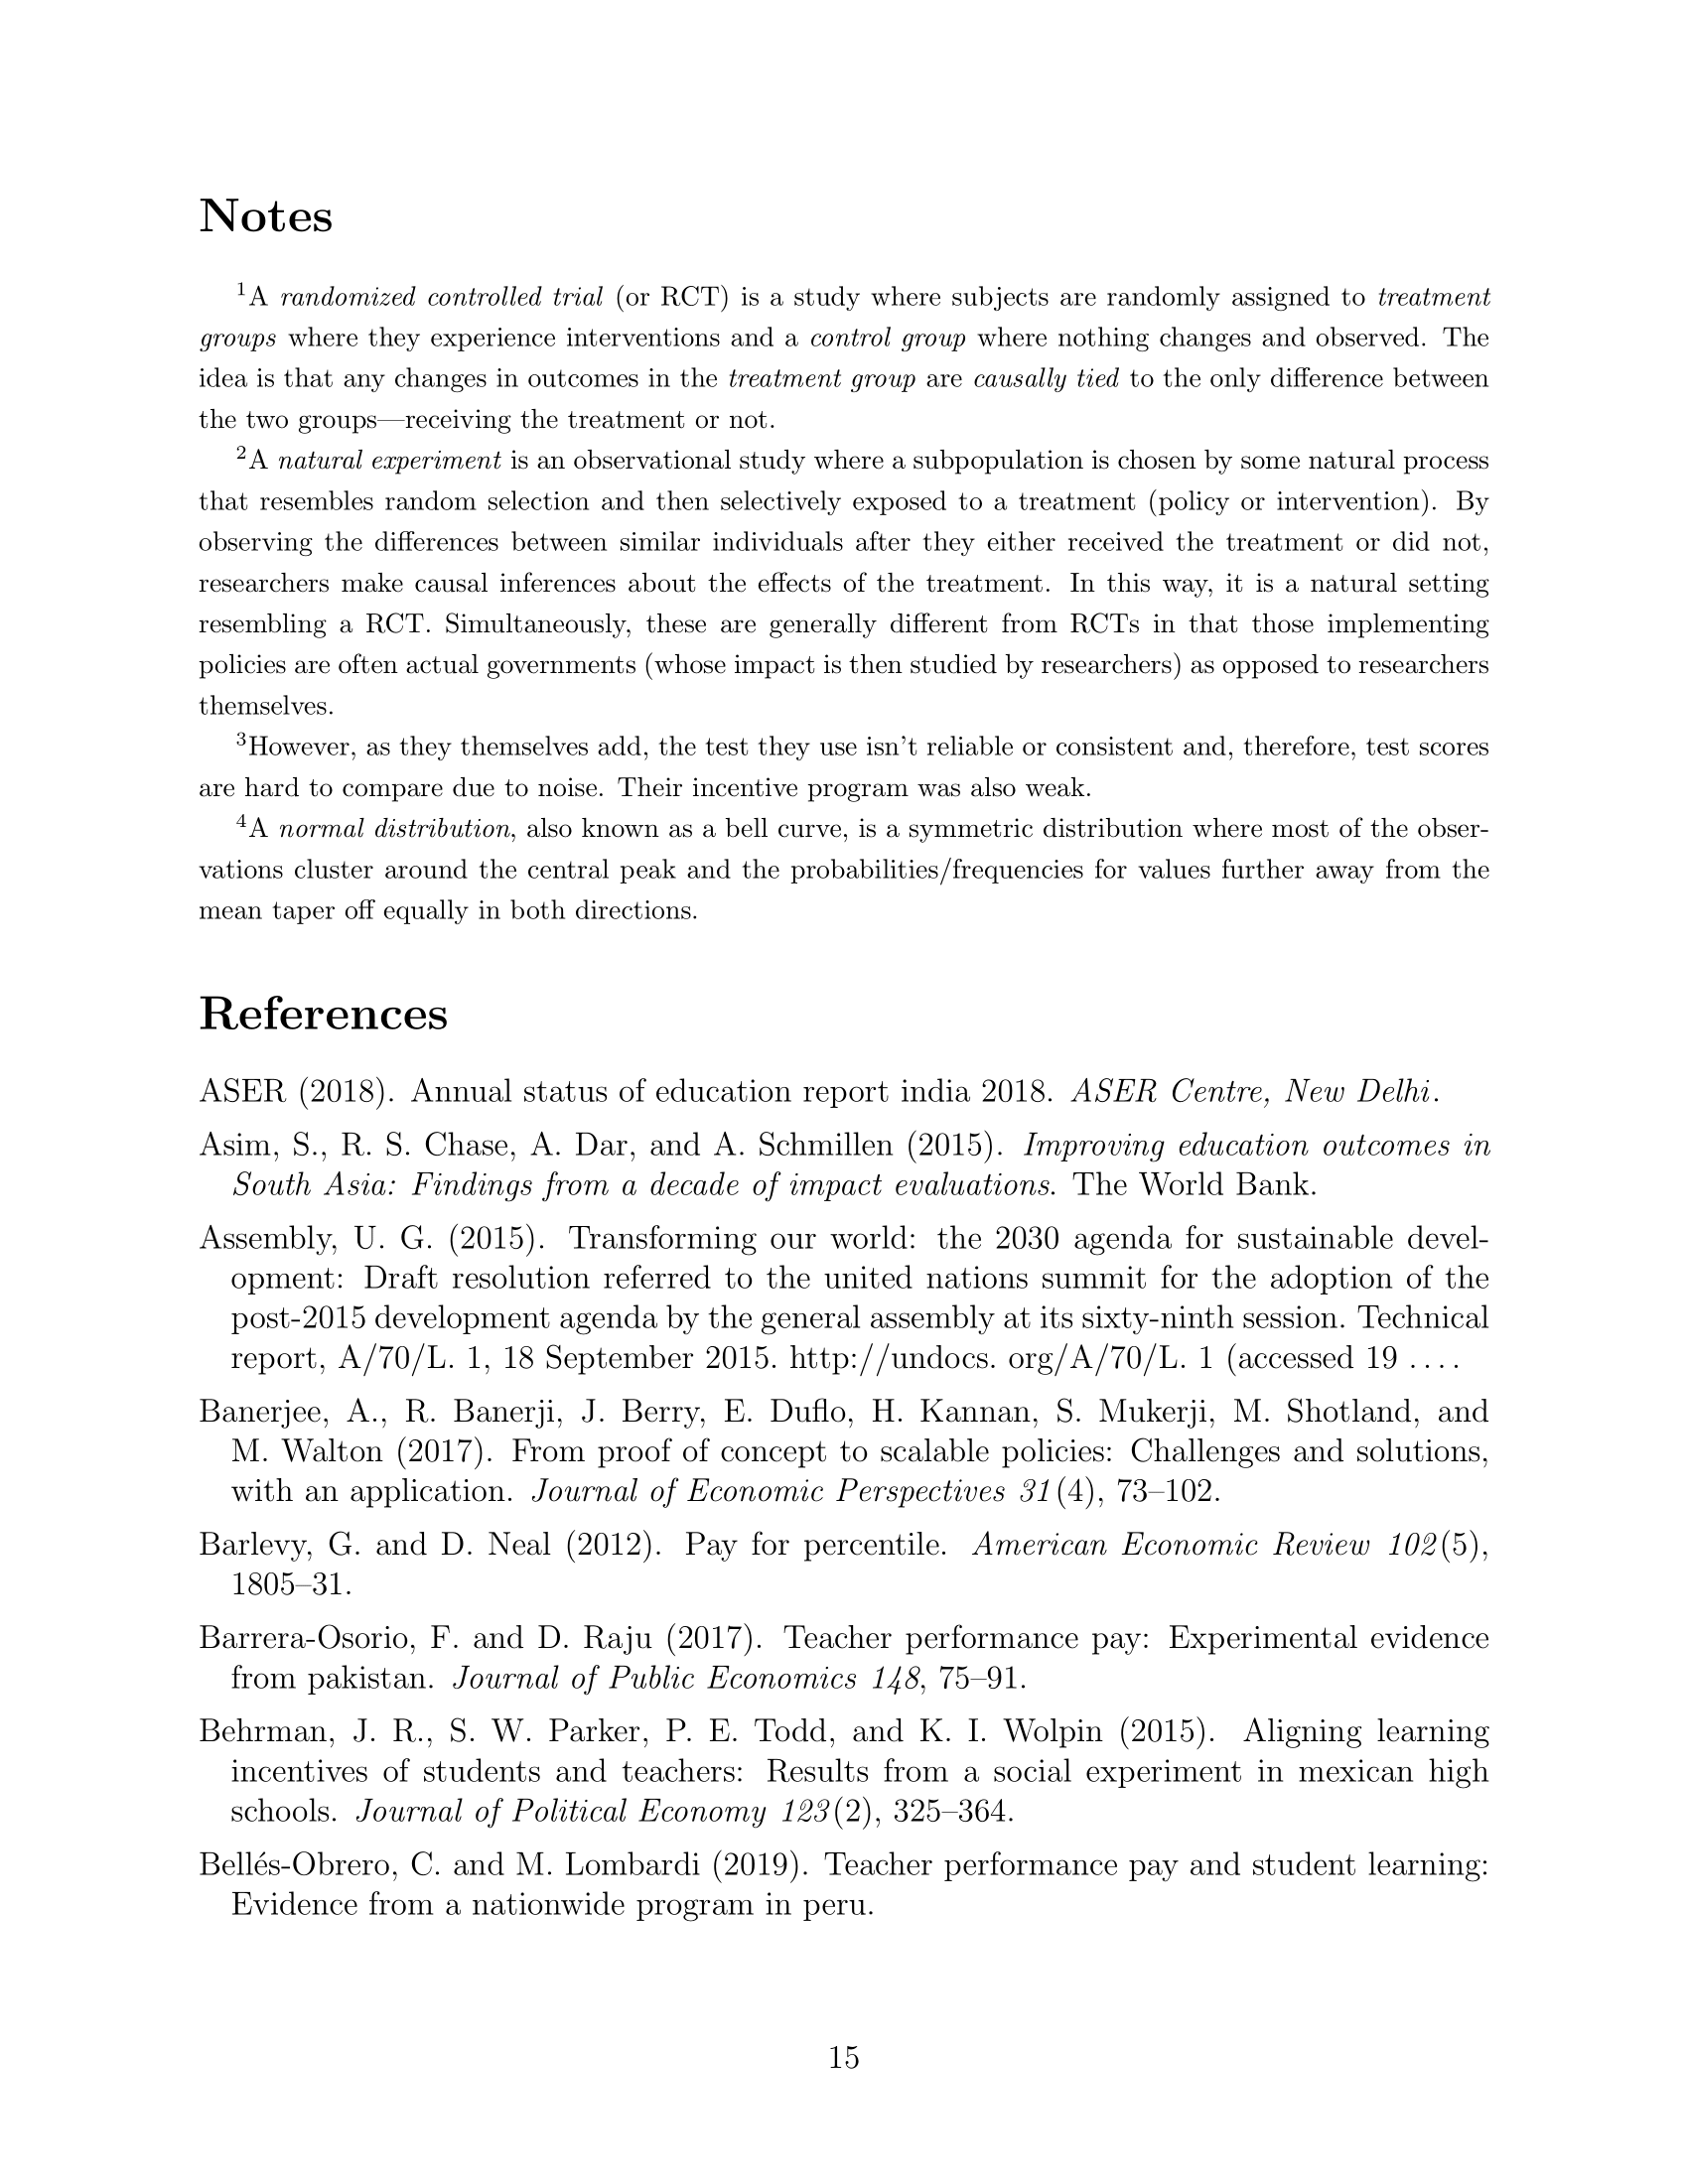 Notes
1A randomized controlled trial (or RCT) is a study where subjects are randomly assigned to treatment
groups where they experience interventions and a control group where nothing changes and observed. The
idea is that any changes in outcomes in the treatment group are causally tied to the only difference between
the two groups—receiving the treatment or not.
2A natural experiment is an observational study where a subpopulation is chosen by some natural process
that resembles random selection and then selectively exposed to a treatment (policy or intervention). By
observing the differences between similar individuals after they either received the treatment or did not,
researchers make causal inferences about the effects of the treatment. In this way, it is a natural setting
resembling a RCT. Simultaneously, these are generally different from RCTs in that those implementing
policies are often actual governments (whose impact is then studied by researchers) as opposed to researchers
themselves.
3However, as they themselves add, the test they use isn't reliable or consistent and, therefore, test scores
are hard to compare due to noise. Their incentive program was also weak.
4A normal distribution, also known as a bell curve, is a symmetric distribution where most of the obser-
vations cluster around the central peak and the probabilities/frequencies for values further away from the
mean taper off equally in both directions.
References
ASER (2018). Annual status of education report india 2018. ASER Centre, New Delhi.
Asim, S., R. S. Chase, A. Dar, and A. Schmillen (2015). Improving education outcomes in
South Asia: Findings from a decade of impact evaluations. The World Bank.
Assembly, U. G. (2015). Transforming our world: the 2030 agenda for sustainable devel-
opment: Draft resolution referred to the united nations summit for the adoption of the
post-2015 development agenda by the general assembly at its sixty-ninth session. Technical
report, A/70/L. 1, 18 September 2015. http://undocs. org/A/70/L. 1 (accessed 19 ....
Banerjee, A., R. Banerji, J. Berry, E. Duflo, H. Kannan, S. Mukerji, M. Shotland, and
M. Walton (2017). From proof of concept to scalable policies: Challenges and solutions,
with an application. Journal of Economic Perspectives 31(4), 73–102.
Barlevy, G. and D. Neal (2012). Pay for percentile. American Economic Review 102(5),
1805–31.
Barrera-Osorio, F. and D. Raju (2017). Teacher performance pay: Experimental evidence
from pakistan. Journal of Public Economics 148, 75–91.
Behrman, J. R., S. W. Parker, P. E. Todd, and K. I. Wolpin (2015). Aligning learning
incentives of students and teachers: Results from a social experiment in mexican high
schools. Journal of Political Economy 123(2), 325–364.
Bellés-Obrero, C. and M. Lombardi (2019). Teacher performance pay and student learning:
Evidence from a nationwide program in peru.
15